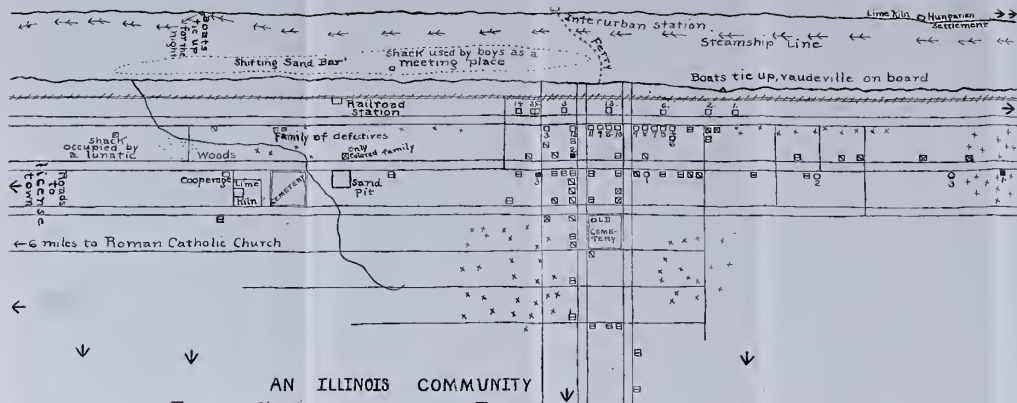 Lime Kiln
Hungarian
Settlement
Interurban Station
Boats
tie up
for the
night
Steamship Line
Ferry
Shack used by boys as a
meeting place
Shifting Sand Bar
Boats tie up, vaudeville on board
Railroad
Station
Family of defectives
only
colored family
shack
occupied by
a lunatic
Woods
Cooperage
Lime
Kiln
CEMETERY
Sand
Pit
Roads
to
license
town
OLD
CEME-
TERY
←6 miles to Roman Catholic Church
AN ILLINOIS COMMUNITY